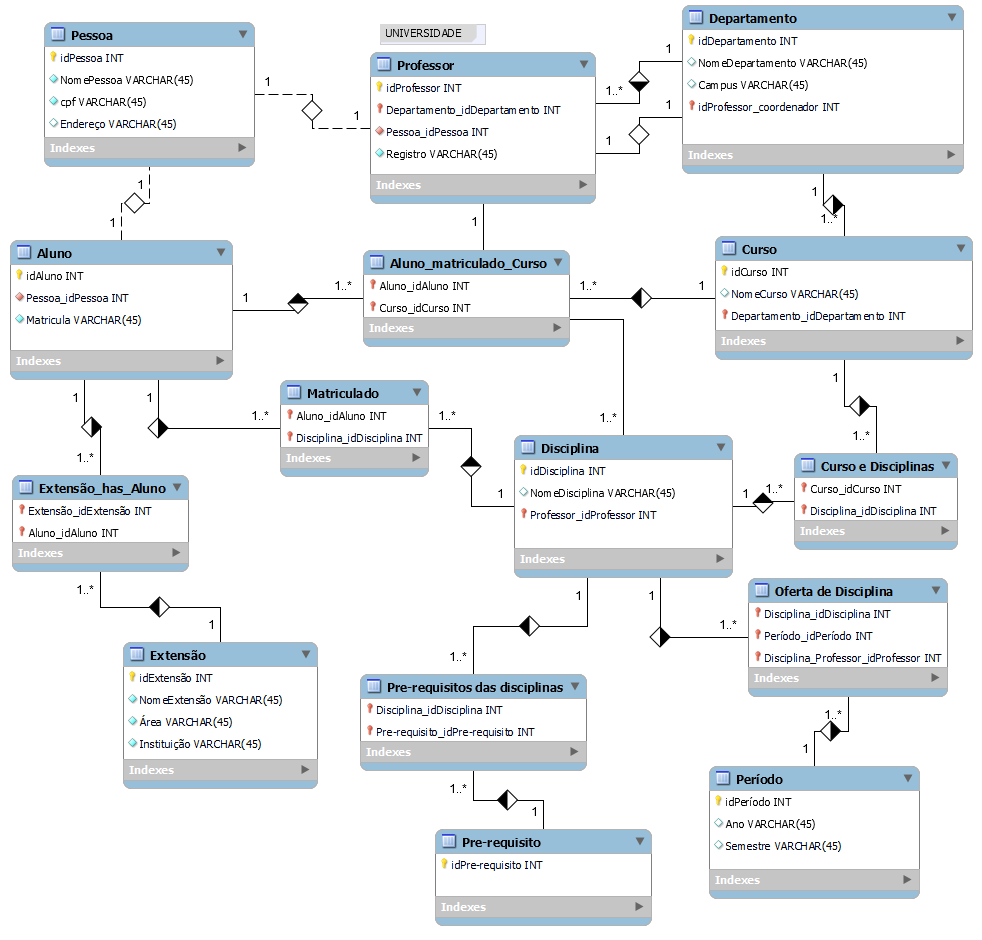 UNIVERSIDADE
Pessoa
idPessoa INT
NomePessoa VARCHAR(45)
cpf VARCHAR(45)
Endereço VARCHAR(45)
Indexes
1
1
Professor
idProfessor INT
Departamento_idDepartamento INT
Pessoa_idPessoa INT
Registro VARCHAR(45)
Indexes
1
1..*
1
1
Departamento
idDepartamento INT
NomeDepartamento VARCHAR(45)
Campus VARCHAR(45)
idProfessor_coordenador INT
Indexes
1
1
1
1..*
1
Aluno
idAluno INT
Pessoa_idPessoa INT
Matricula VARCHAR(45)
Indexes
1
1..*
Aluno_matriculado_Curso
Aluno_idAluno INT
Curso_idCurso INT
Indexes
1..*
1
Curso
idCurso INT
NomeCurso VARCHAR(45)
Departamento_idDepartamento INT
Indexes
1
1
1..*
Matriculado
Aluno_idAluno INT
Disciplina_idDisciplina INT
Indexes
1..*
1
1..*
1
1..*
Disciplina
idDisciplina INT
NomeDisciplina VARCHAR(45)
Professor_idProfessor INT
Indexes
1
1..*
1..*
Curso e Disciplinas
Curso_idCurso INT
Disciplina_idDisciplina INT
Indexes
Extensão_has_Aluno
Extensão_idExtensão INT
Aluno_idAluno INT
Indexes
1..*
1
Extensão
idExtensão INT
NomeExtensão VARCHAR(45)
Área VARCHAR(45)
Instituição VARCHAR(45)
Indexes
1
1..*
Pre-requisitos das disciplinas
Disciplina_idDisciplina INT
Pre-requisito_idPre-requisito INT
Indexes
1..*
1
Pre-requisito
idPre-requisito INT
Indexes
1
1..*
Oferta de Disciplina
Disciplina_idDisciplina INT
Período_idPeríodo INT
Disciplina_Professor_idProfessor INT
Indexes
1..*
1
Período
idPeríodo INT
Ano VARCHAR(45)
Semestre VARCHAR(45)
Indexes